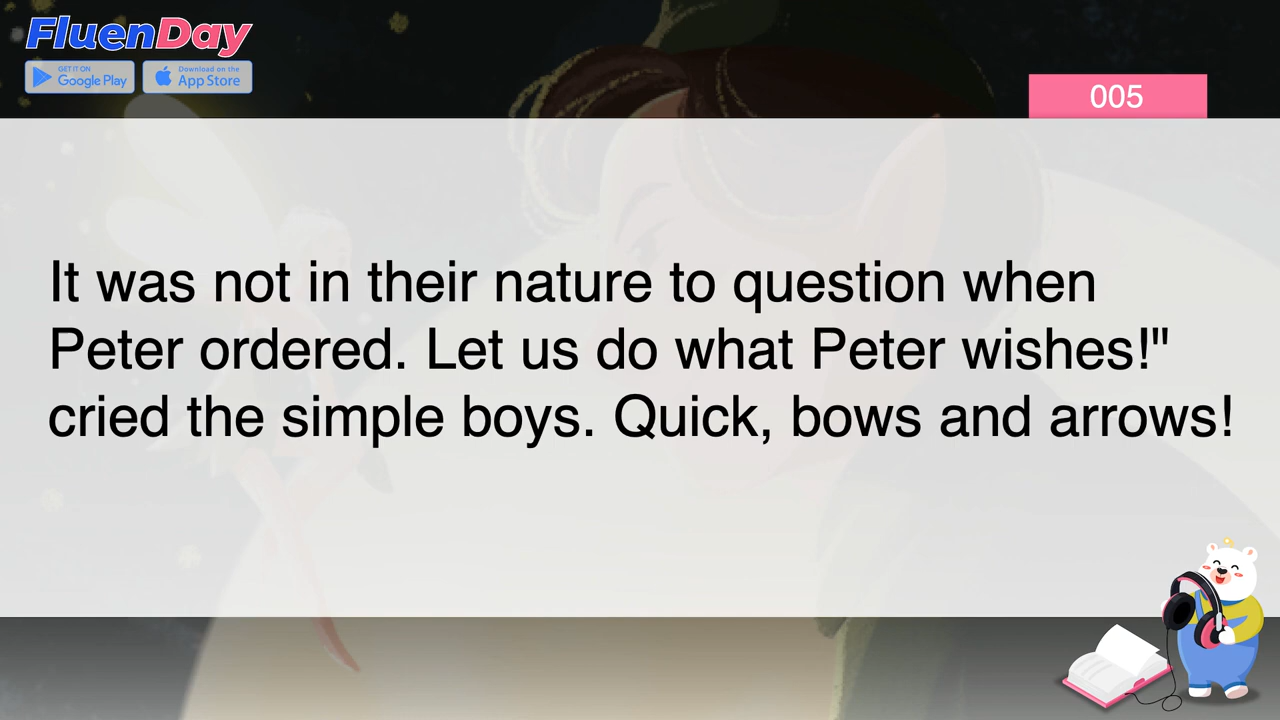 FluenDay
GET IT ON
Google Play
Download on the
App Store
005
It was not in their nature to question when
Peter ordered. Let us do what Peter wishes!"
cried the simple boys. Quick, bows and arrows!